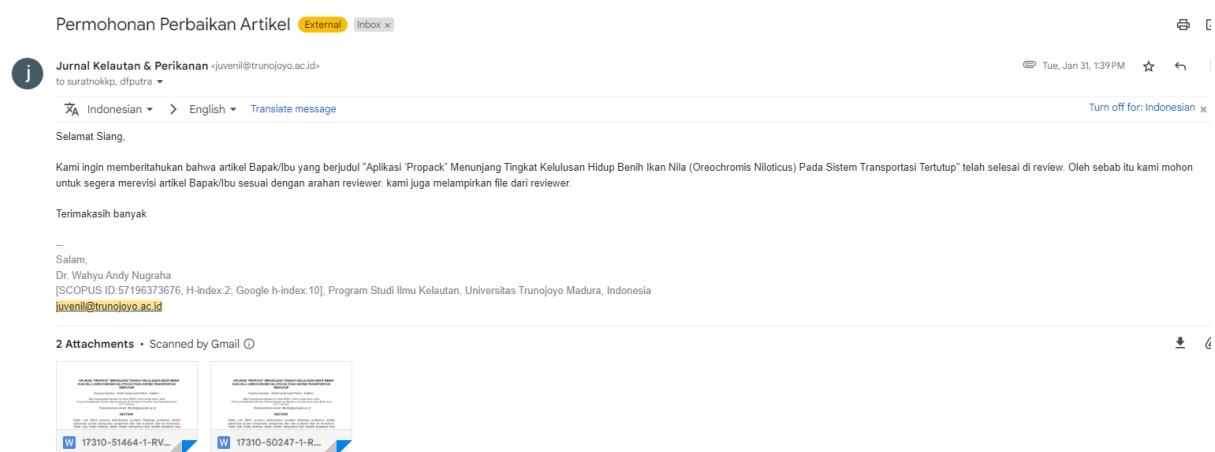 Permohonan Perbaikan Artikel External Inbox ×
j
Jurnal Kelautan & Perikanan <juvenil@trunojoyo.ac.id>
Tue, Jan 31, 1:39 PM
to suratnokkp, dfputra
Indonesian > English Translate message
Turn off for: Indonesian ×
Selamat Siang,
Kami ingin memberitahukan bahwa artikel Bapak/Ibu yang berjudul "Aplikasi 'Propack" Menunjang Tingkat Kelulusan Hidup Benih Ikan Nila (Oreochromis Niloticus) Pada Sistem Transportasi Tertutup" telah selesai di review. Oleh sebab itu kami mohon
untuk segera merevisi artikel Bapak/Ibu sesuai dengan arahan reviewer. kami juga melampirkan file dari reviewer.
Terimakasih banyak
--
Salam,
Dr. Wahyu Andy Nugraha
[SCOPUS ID:57196373676, H-index:2; Google h-index:10], Program Studi Ilmu Kelautan, Universitas Trunojoyo Madura, Indonesia
juvenil@trunojoyo.ac.id
2 Attachments • Scanned by Gmail
W 17310-51464-1-RV...
W 17310-50247-1-R...